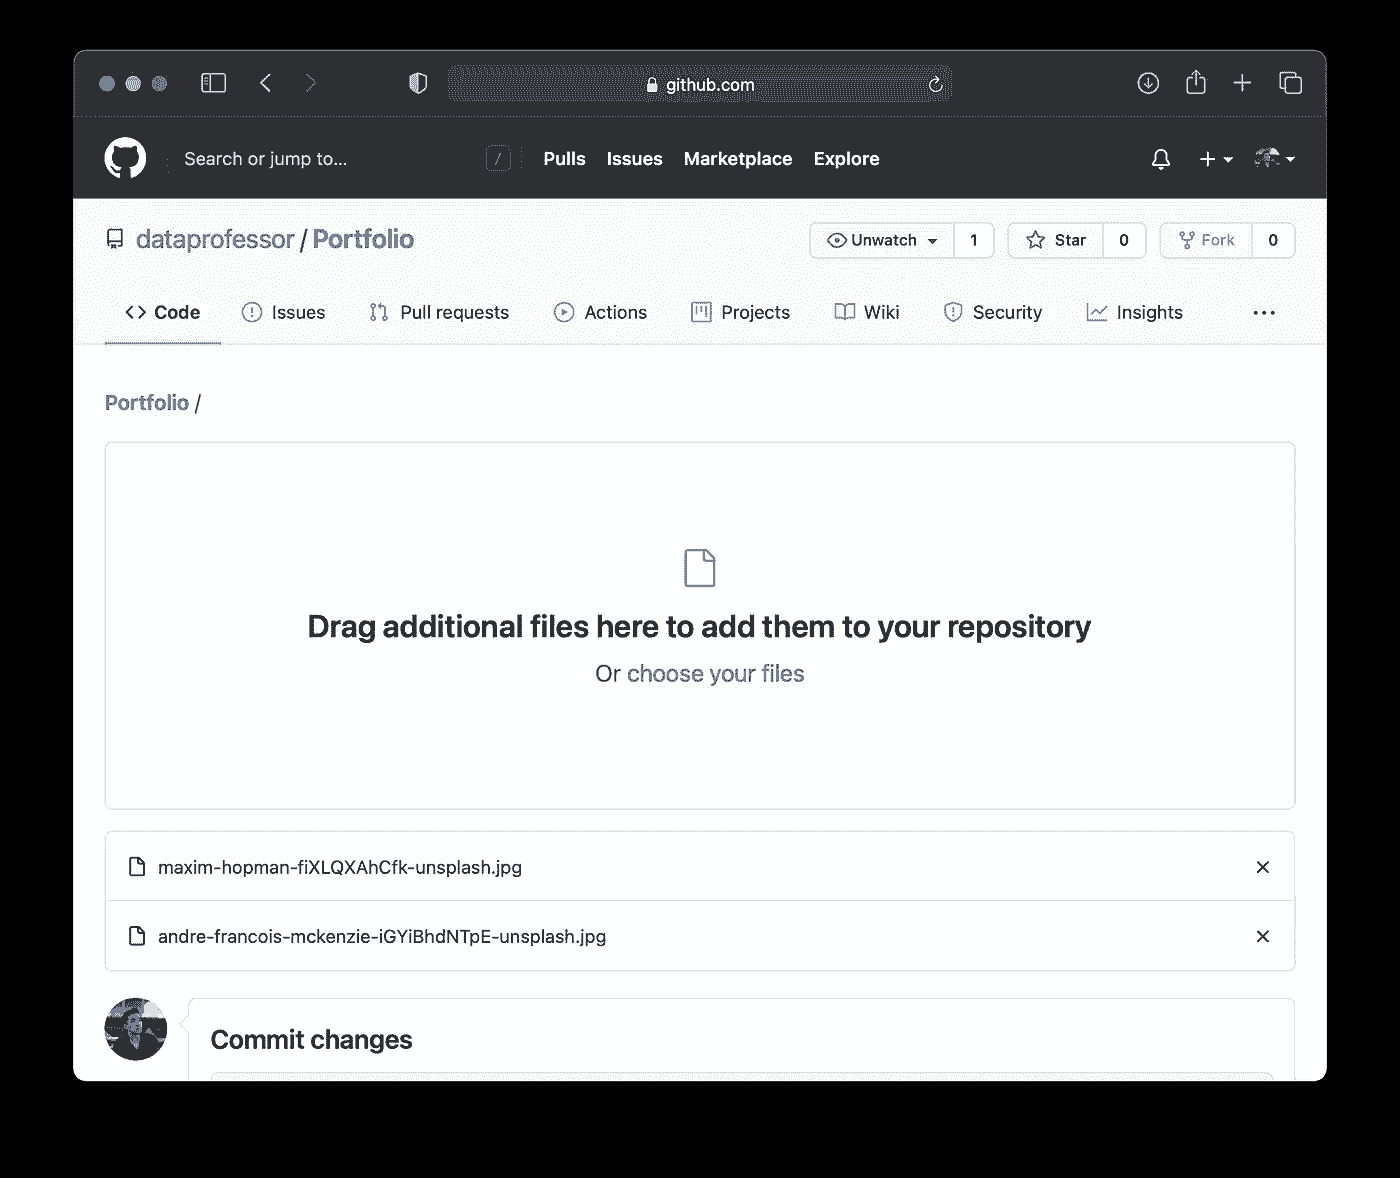 github.com
Search or jump to... / Pulls Issues Marketplace Explore
dataprofessor / Portfolio Unwatch 1 Star 0 Fork 0
Code Issues Pull requests Actions Projects Wiki Security Insights ...
Portfolio /
Drag additional files here to add them to your repository
Or choose your files
maxim-hopman-fiXLQXAhCfk-unsplash.jpg
andre-francois-mckenzie-iGYiBhdNTpE-unsplash.jpg
Commit changes